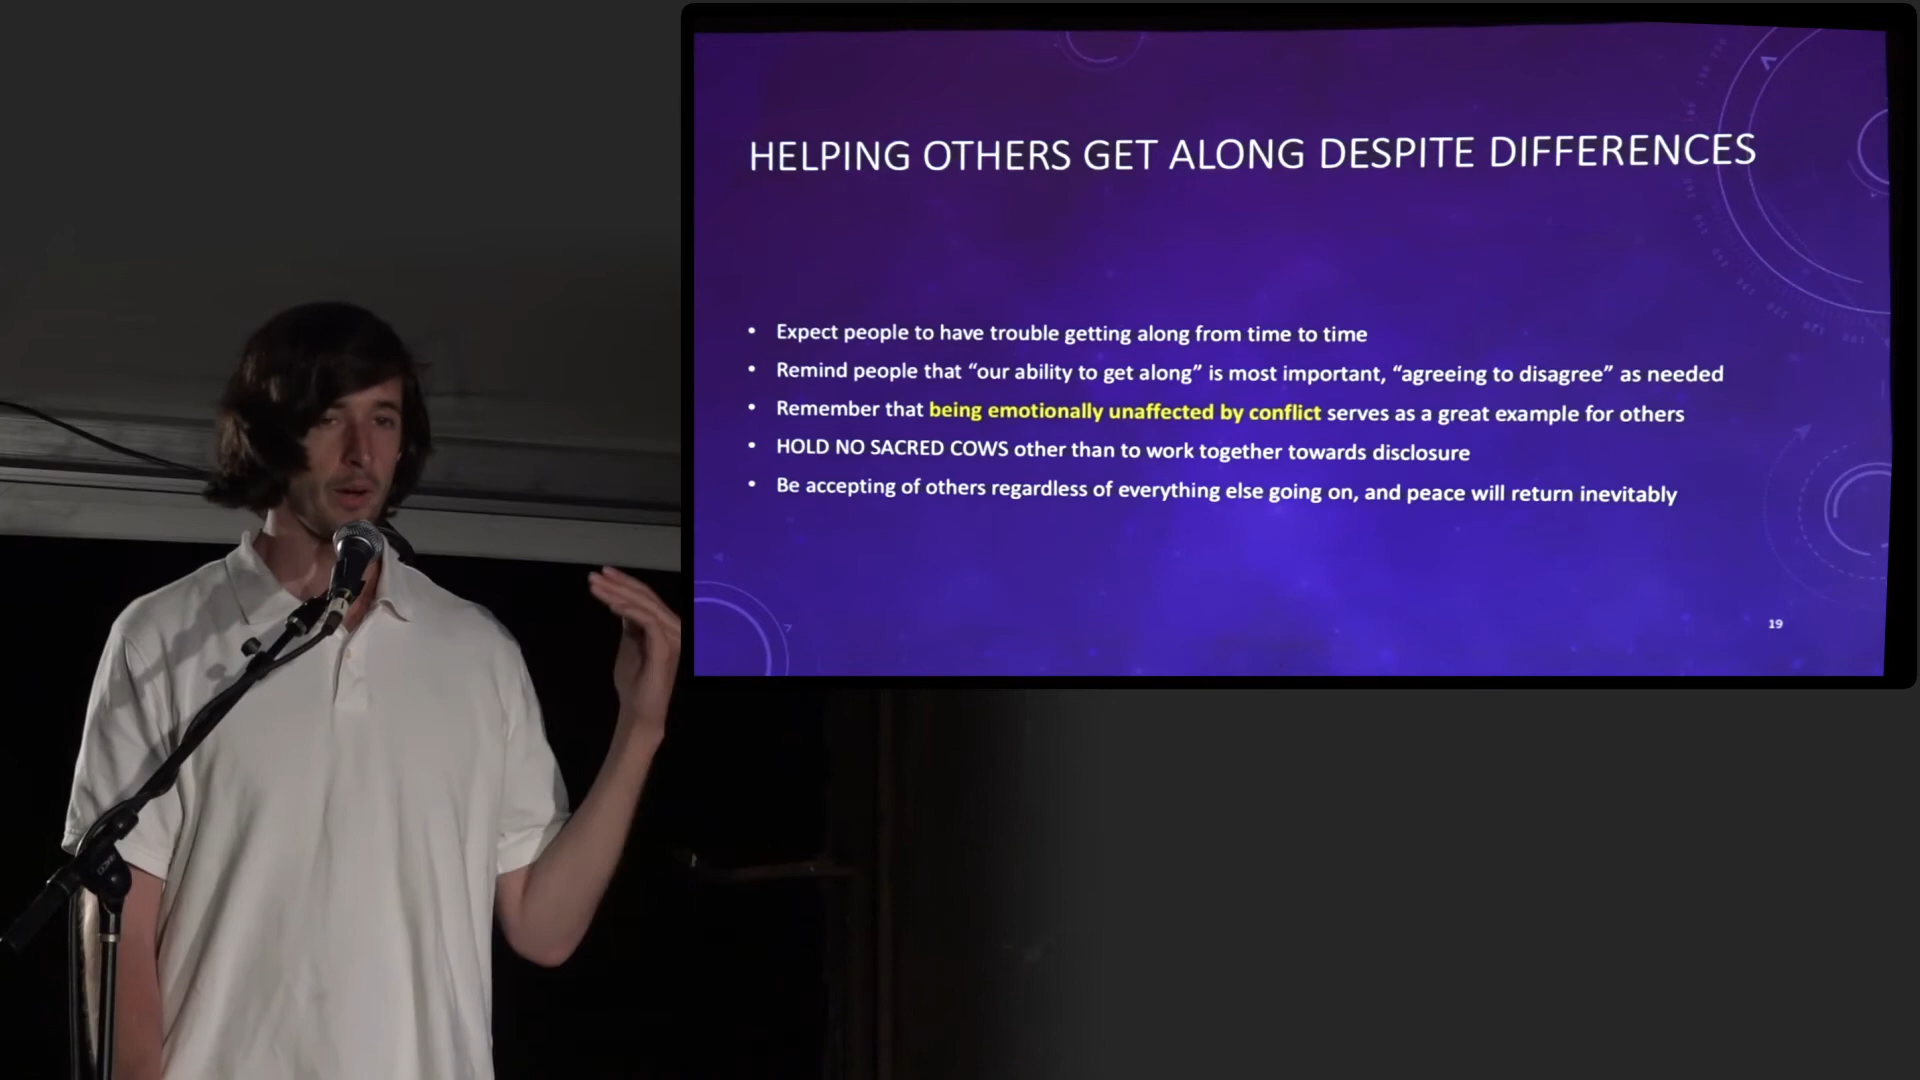 HELPING OTHERS GET ALONG DESPITE DIFFERENCES
• Expect people to have trouble getting along from time to time
• Remind people that “our ability to get along” is most important, “agreeing to disagree” as needed
• Remember that being emotionally unaffected by conflict serves as a great example for others
• HOLD NO SACRED COWS other than to work together towards disclosure
• Be accepting of others regardless of everything else going on, and peace will return inevitably
19